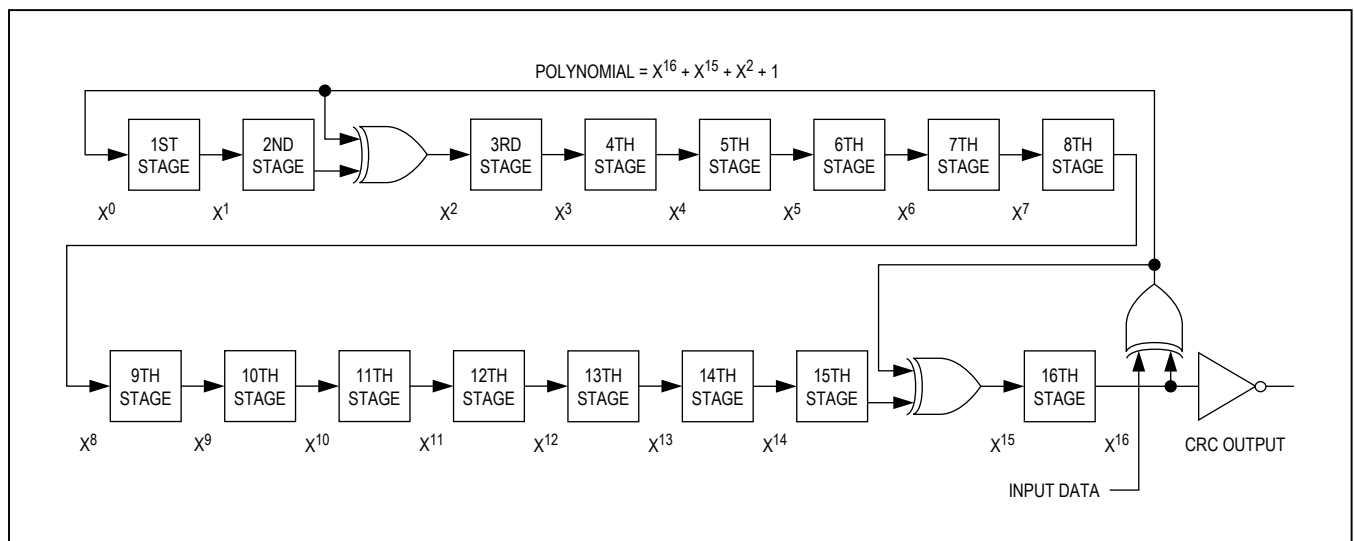 POLYNOMIAL = X¹⁶ + X¹⁵ + X² + 1
1ST STAGE
2ND STAGE
3RD STAGE
4TH STAGE
5TH STAGE
6TH STAGE
7TH STAGE
8TH STAGE
X⁰
X¹
X²
X³
X⁴
X⁵
X⁶
X⁷
9TH STAGE
10TH STAGE
11TH STAGE
12TH STAGE
13TH STAGE
14TH STAGE
15TH STAGE
16TH STAGE
X⁸
X⁹
X¹⁰
X¹¹
X¹²
X¹³
X¹⁴
X¹⁵
X¹⁶
CRC OUTPUT
INPUT DATA